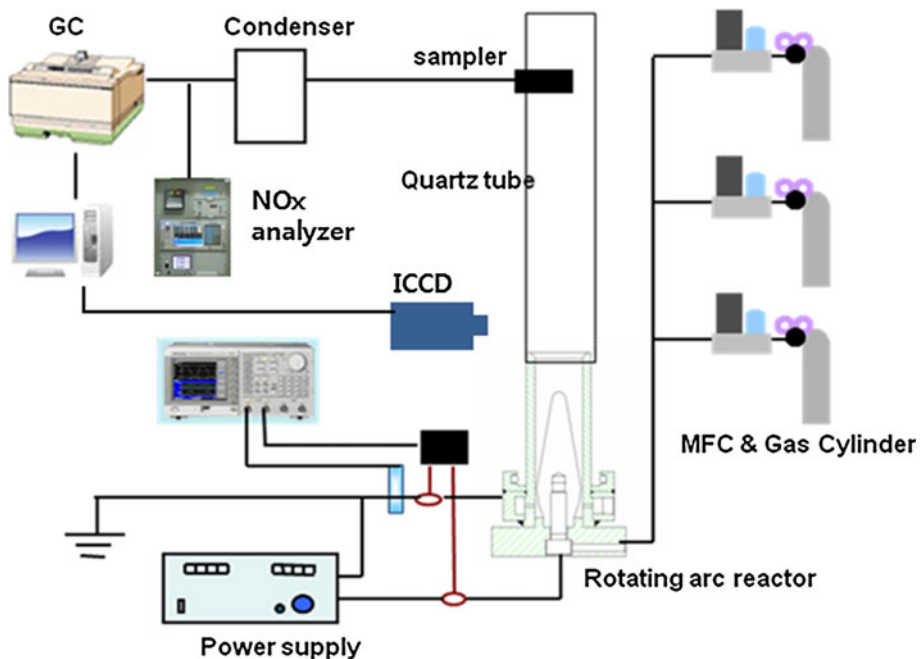 GC
Condenser
sampler
Quartz tube
NOx
analyzer
ICCD
MFC & Gas Cylinder
Rotating arc reactor
Power supply